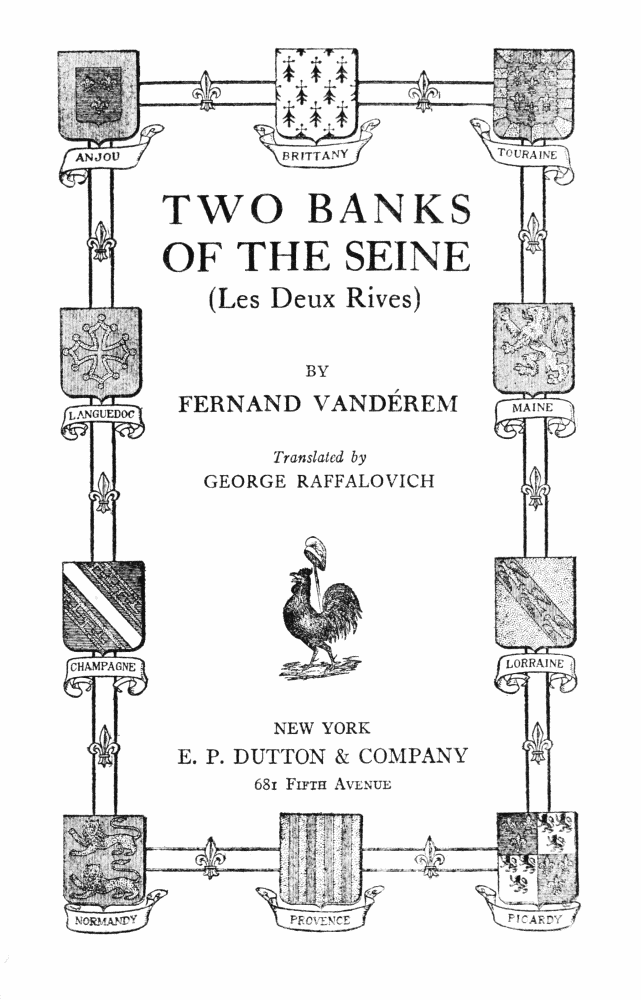 ANJOU
BRITTANY
TOURAINE
TWO BANKS
OF THE SEINE
(Les Deux Rives)
BY
FERNAND VANDÉREM
Translated by
GEORGE RAFFALOVICH
LANGUEDOC
MAINE
CHAMPAGNE
LORRAINE
NEW YORK
E. P. DUTTON & COMPANY
681 FIFTH AVENUE
NORMANDY
PROVENCE
PICARDY